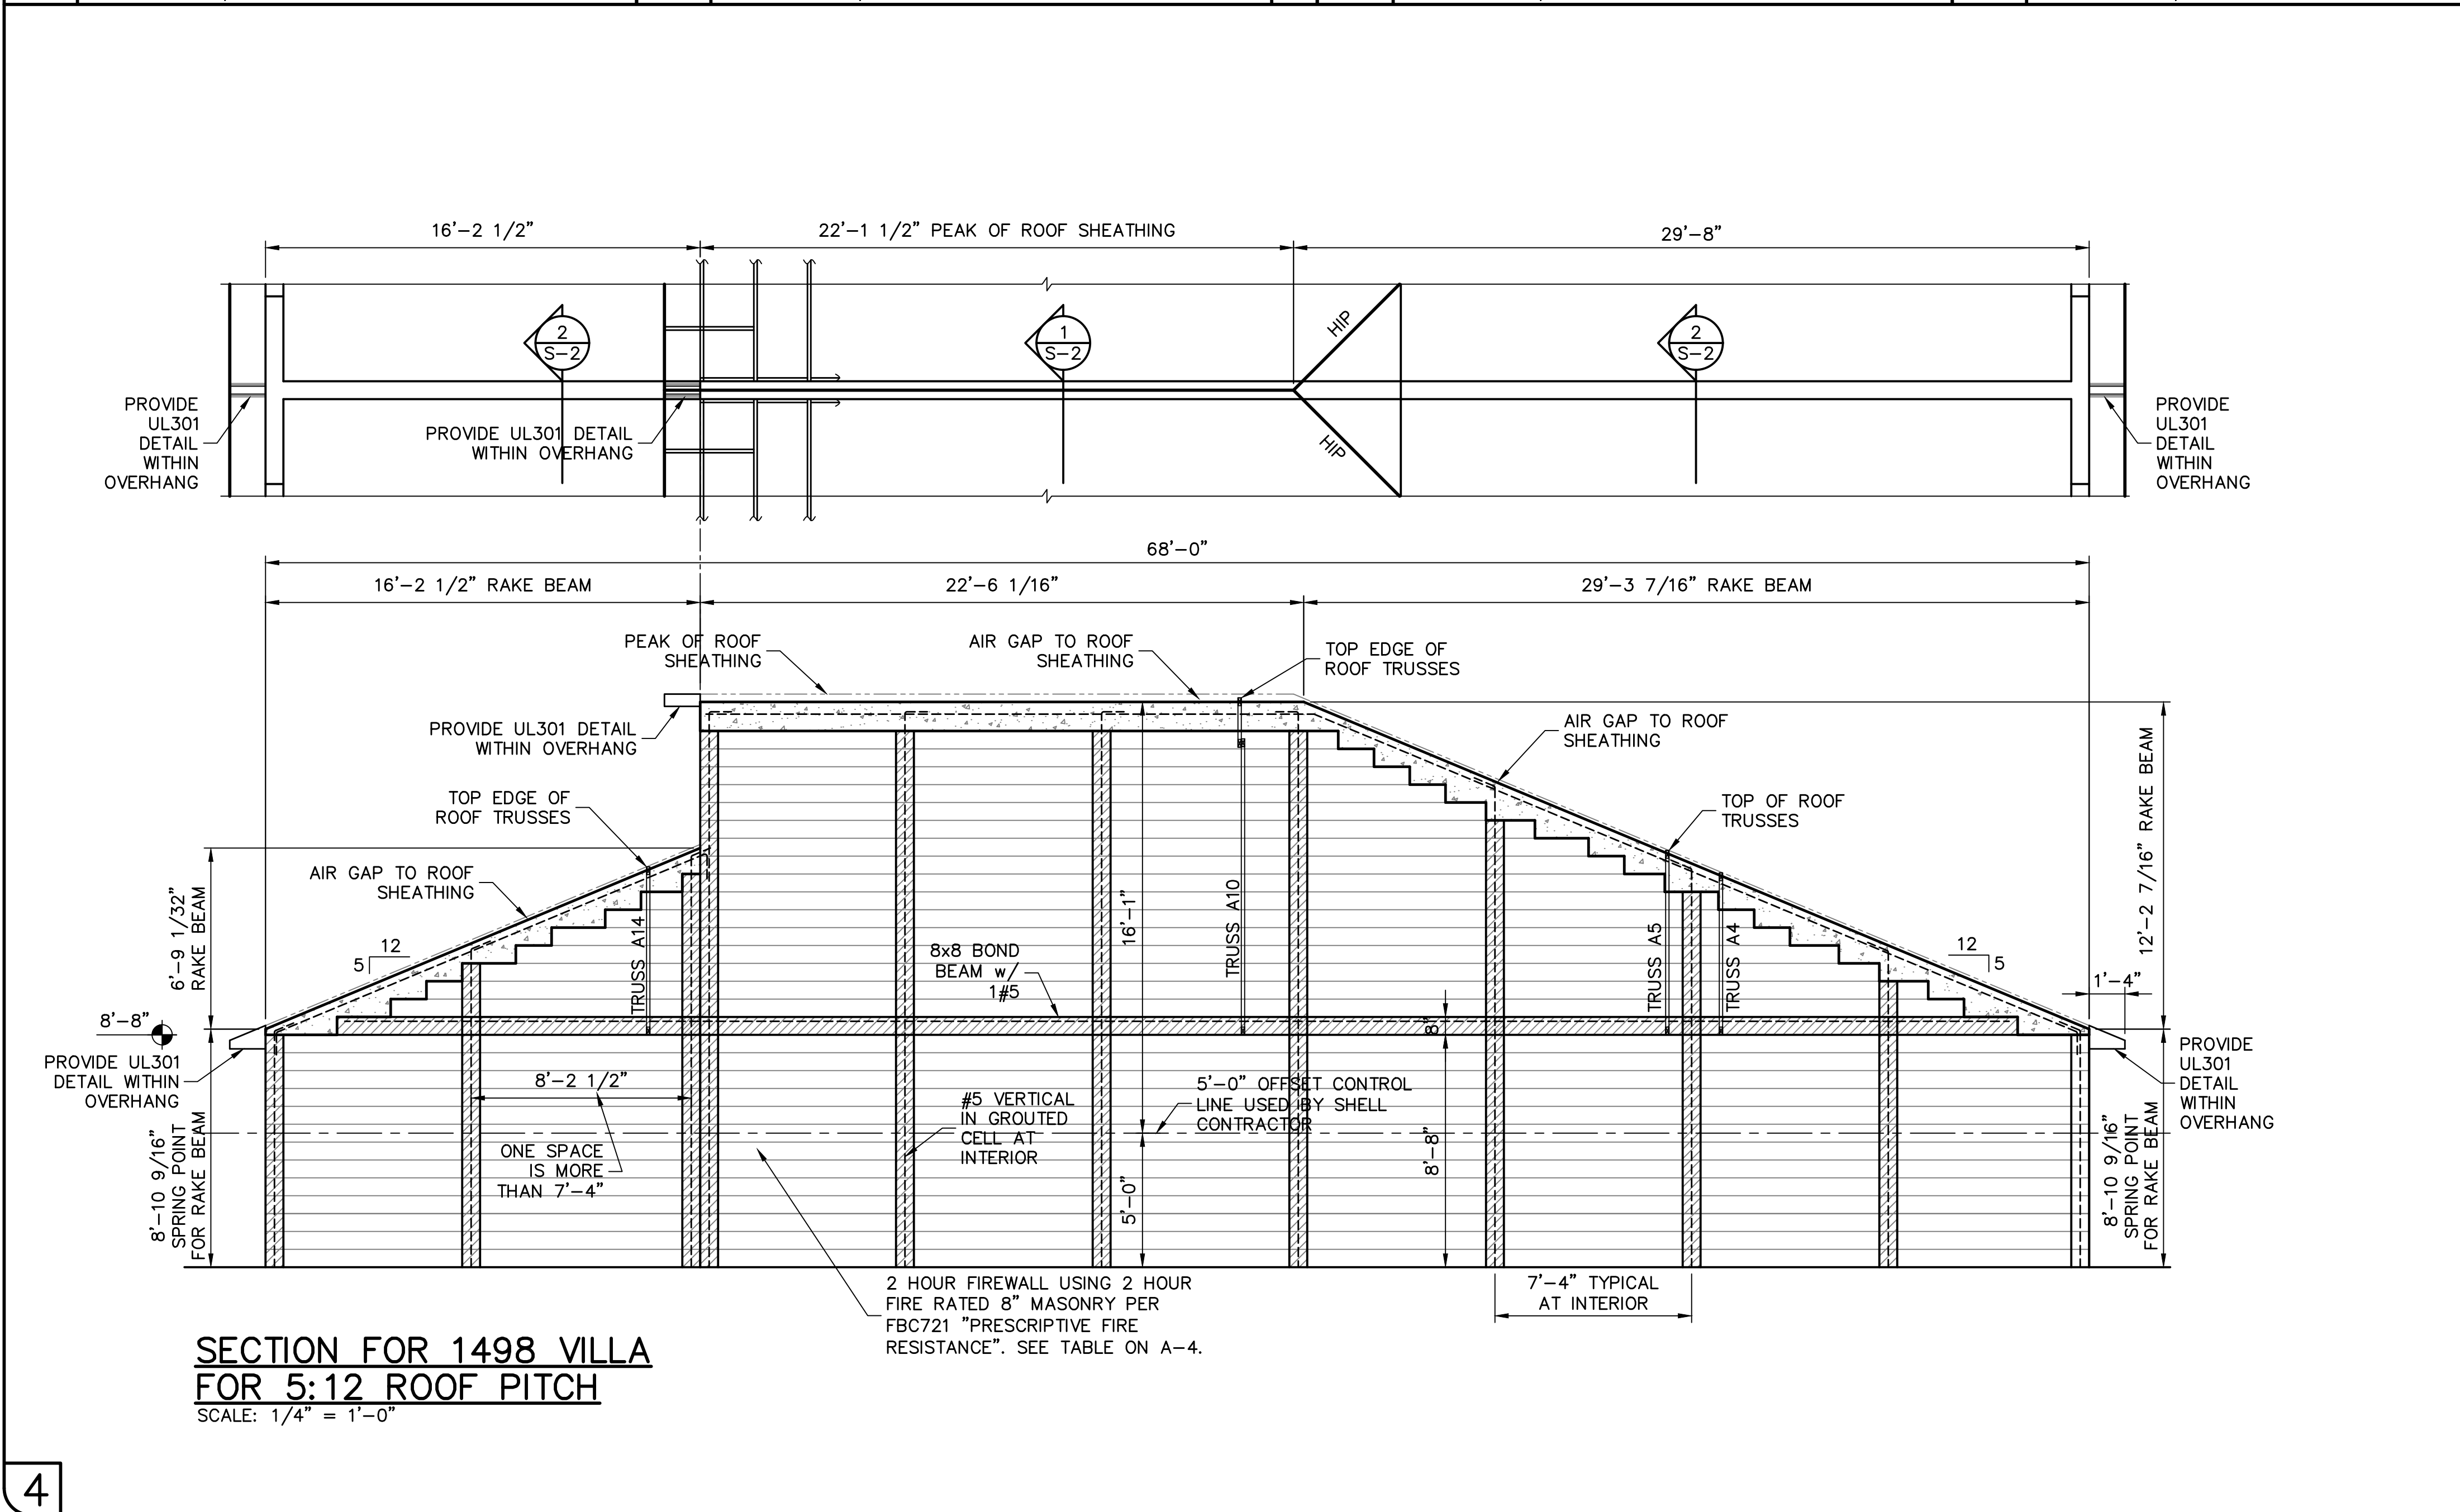 16'-2 1/2"
22'-1 1/2" PEAK OF ROOF SHEATHING
29'-8"
2
S-2
1
S-2
2
S-2
HIP
HIP
PROVIDE
UL301
DETAIL
WITHIN
OVERHANG
PROVIDE UL301 DETAIL
WITHIN OVERHANG
PROVIDE
UL301
DETAIL
WITHIN
OVERHANG
68'-0"
16'-2 1/2" RAKE BEAM
22'-6 1/16"
29'-3 7/16" RAKE BEAM
PEAK OF ROOF
SHEATHING
AIR GAP TO ROOF
SHEATHING
TOP EDGE OF
ROOF TRUSSES
PROVIDE UL301 DETAIL
WITHIN OVERHANG
AIR GAP TO ROOF
SHEATHING
12'-2 7/16" RAKE BEAM
TOP EDGE OF
ROOF TRUSSES
TOP OF ROOF
TRUSSES
AIR GAP TO ROOF
SHEATHING
6'-9 1/32"
RAKE BEAM
12
5
TRUSS A14
8x8 BOND
BEAM w/
1#5
16'-1"
TRUSS A10
TRUSS A5
TRUSS A4
12
5
1'-4"
8'-8"
8"
PROVIDE UL301
DETAIL WITHIN
OVERHANG
PROVIDE
UL301
DETAIL
WITHIN
OVERHANG
8'-2 1/2"
#5 VERTICAL
IN GROUTED
CELL AT
INTERIOR
5'-0" OFFSET CONTROL
LINE USED BY SHELL
CONTRACTOR
8'-10 9/16"
SPRING POINT
FOR RAKE BEAM
ONE SPACE
IS MORE
THAN 7'-4"
5'-0"
8'-8"
8'-10 9/16"
SPRING POINT
FOR RAKE BEAM
2 HOUR FIREWALL USING 2 HOUR
FIRE RATED 8" MASONRY PER
FBC721 "PRESCRIPTIVE FIRE
RESISTANCE". SEE TABLE ON A-4.
7'-4" TYPICAL
AT INTERIOR
SECTION FOR 1498 VILLA
FOR 5:12 ROOF PITCH
SCALE: 1/4" = 1'-0"
4